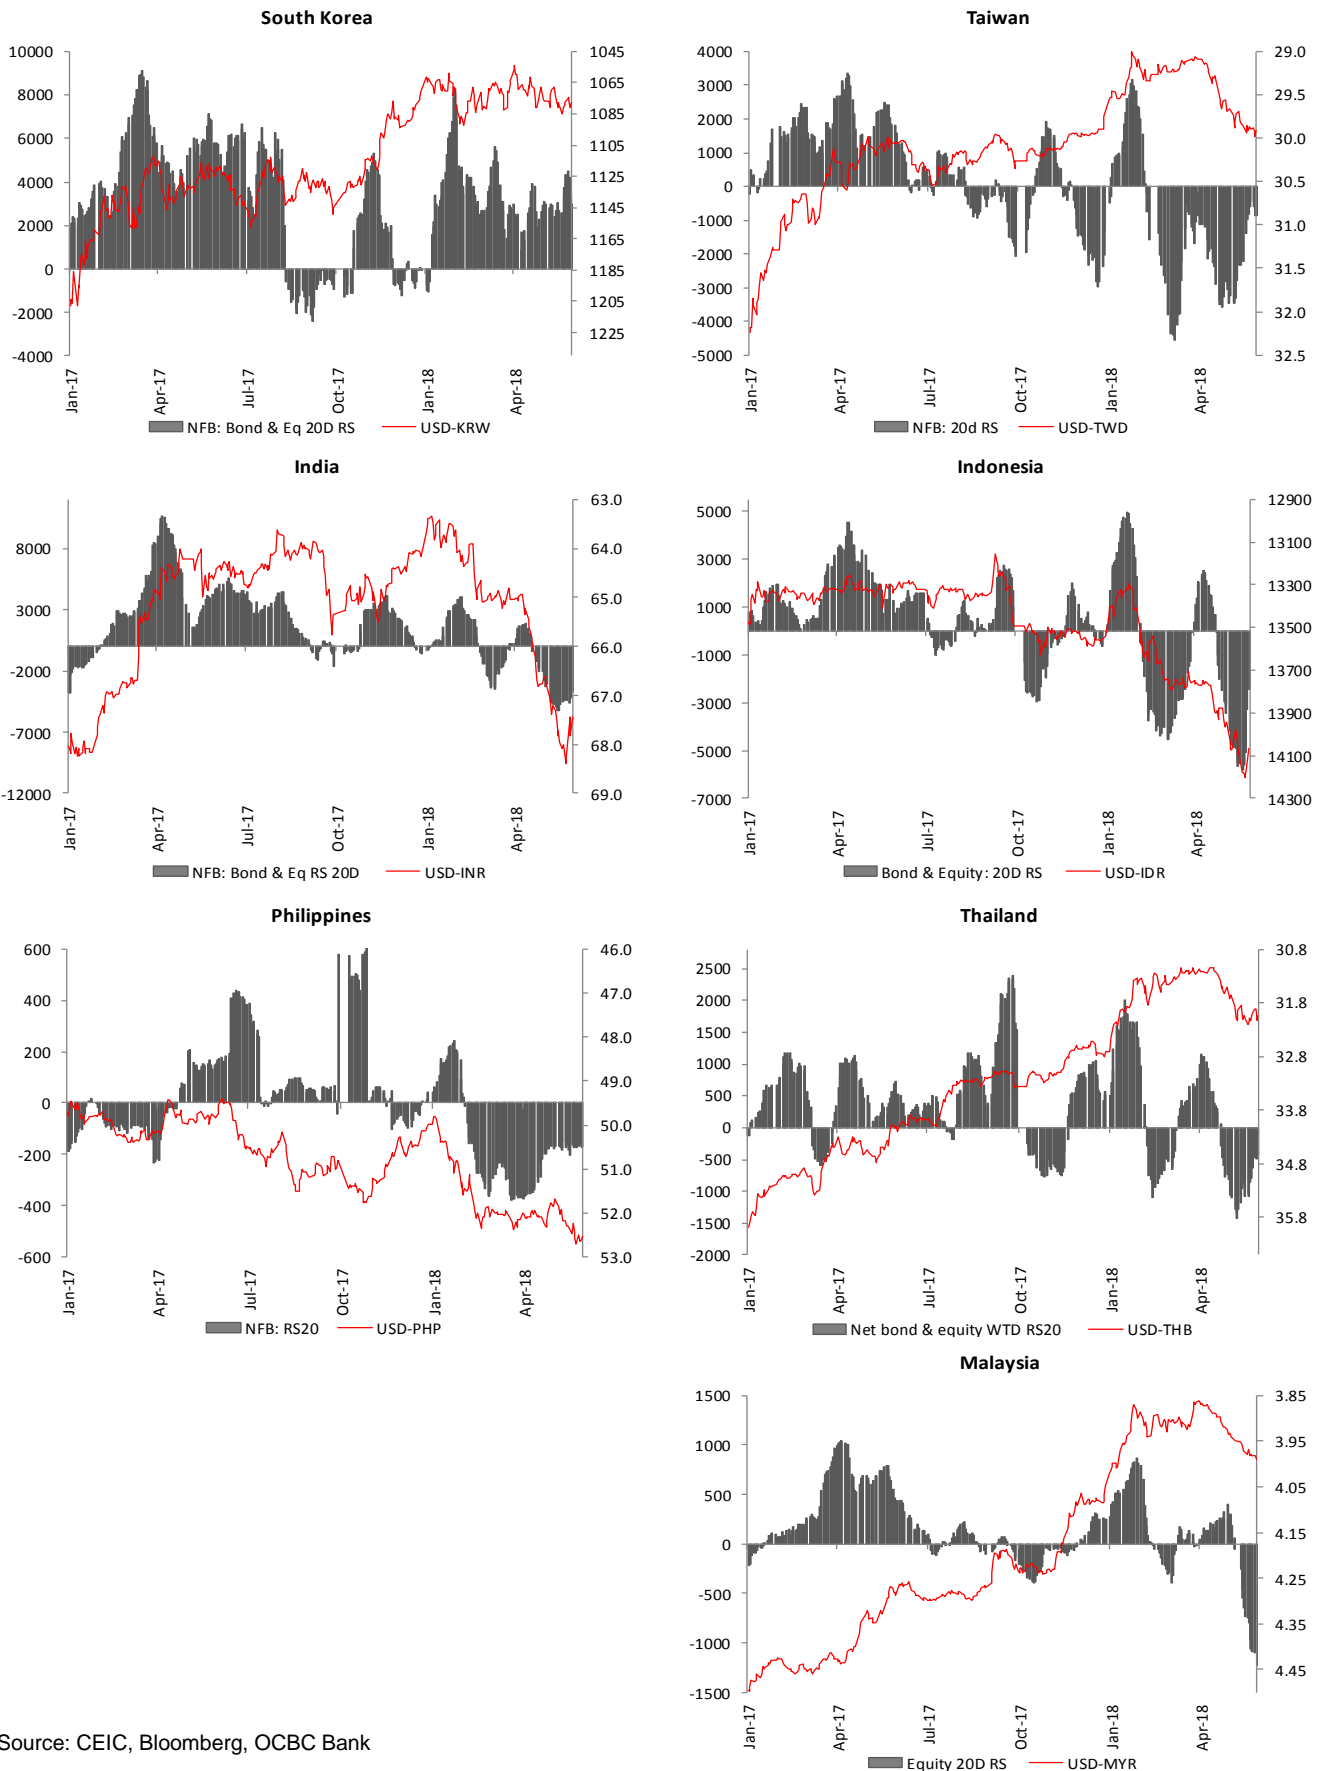 South Korea
10000
8000
6000
4000
2000
0
-2000
-4000
1045
1065
1085
1105
1125
1145
1165
1185
1205
1225
Jan-17
Apr-17
Jul-17
Oct-17
Jan-18
Apr-18
NFB: Bond & Eq 20D RS
USD-KRW
Taiwan
4000
3000
2000
1000
0
-1000
-2000
-3000
-4000
-5000
29.0
29.5
30.0
30.5
31.0
31.5
32.0
32.5
Jan-17
Apr-17
Jul-17
Oct-17
Jan-18
Apr-18
NFB: 20d RS
USD-TWD
India
8000
3000
-2000
-7000
-12000
63.0
64.0
65.0
66.0
67.0
68.0
69.0
Jan-17
Apr-17
Jul-17
Oct-17
Jan-18
Apr-18
NFB: Bond & Eq RS 20D
USD-INR
Indonesia
5000
3000
1000
-1000
-3000
-5000
-7000
12900
13100
13300
13500
13700
13900
14100
14300
Jan-17
Apr-17
Jul-17
Oct-17
Jan-18
Apr-18
Bond & Equity: 20D RS
USD-IDR
Philippines
600
400
200
0
-200
-400
-600
46.0
47.0
48.0
49.0
50.0
51.0
52.0
53.0
Jan-17
Apr-17
Jul-17
Oct-17
Jan-18
Apr-18
NFB: RS20
USD-PHP
Thailand
2500
2000
1500
1000
500
0
-500
-1000
-1500
-2000
30.8
31.8
32.8
33.8
34.8
35.8
Jan-17
Apr-17
Jul-17
Oct-17
Jan-18
Apr-18
Net bond & equity WTD RS20
USD-THB
Malaysia
1500
1000
500
0
-500
-1000
-1500
3.85
3.95
4.05
4.15
4.25
4.35
4.45
Jan-17
Apr-17
Jul-17
Oct-17
Jan-18
Apr-18
Equity 20D RS
USD-MYR
Source: CEIC, Bloomberg, OCBC Bank